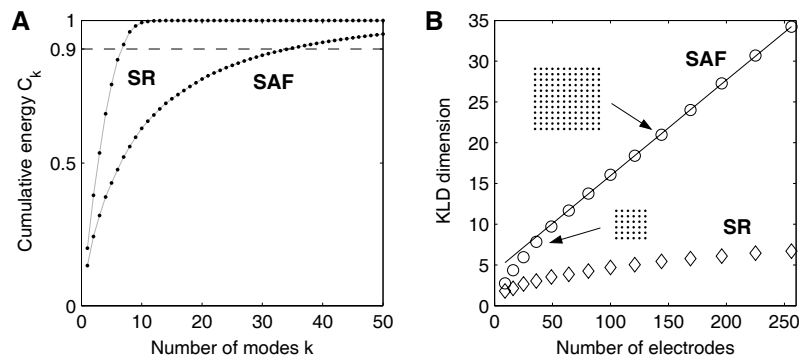 A
Cumulative energy C_k
1
0.9
0.5
0
SR
SAF
0 10 20 30 40 50
Number of modes k
B
KLD dimension
35
30
25
20
15
10
5
0
SAF
SR
0 50 100 150 200 250
Number of electrodes